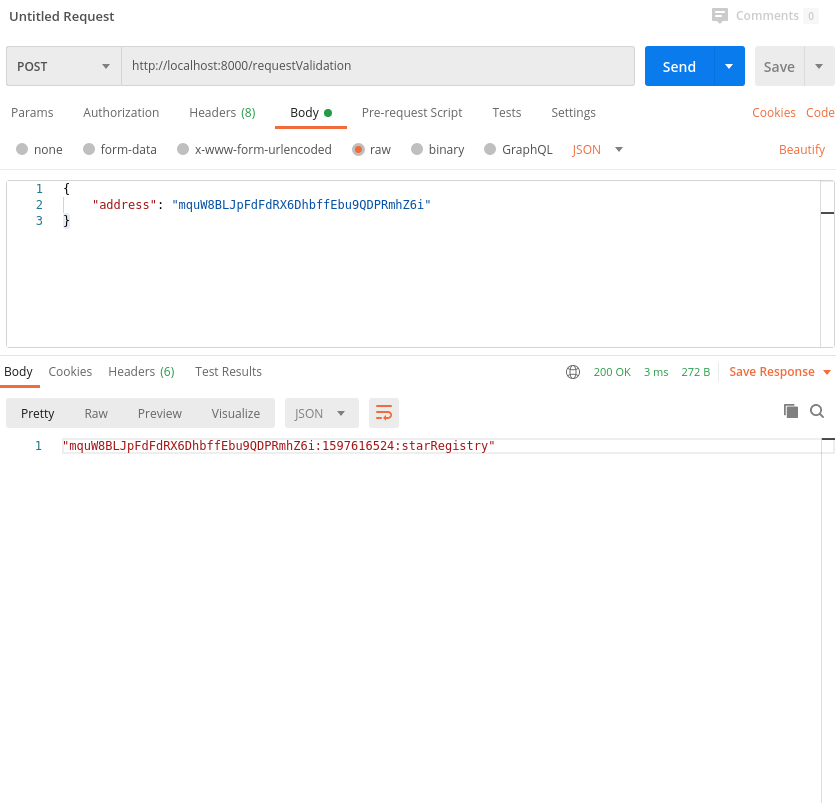 Untitled Request
Comments 0
POST
http://localhost:8000/requestValidation
Send
Save
Params Authorization Headers (8) Body Pre-request Script Tests Settings Cookies Code
none form-data x-www-form-urlencoded raw binary GraphQL JSON Beautify
1 {
2 "address": "mquW8BLJpFdFdRX6DhbffEbu9QDPRmhZ6i"
3 }
Body Cookies Headers (6) Test Results 200 OK 3 ms 272 B Save Response
Pretty Raw Preview Visualize JSON
1 "mquW8BLJpFdFdRX6DhbffEbu9QDPRmhZ6i:1597616524:starRegistry"